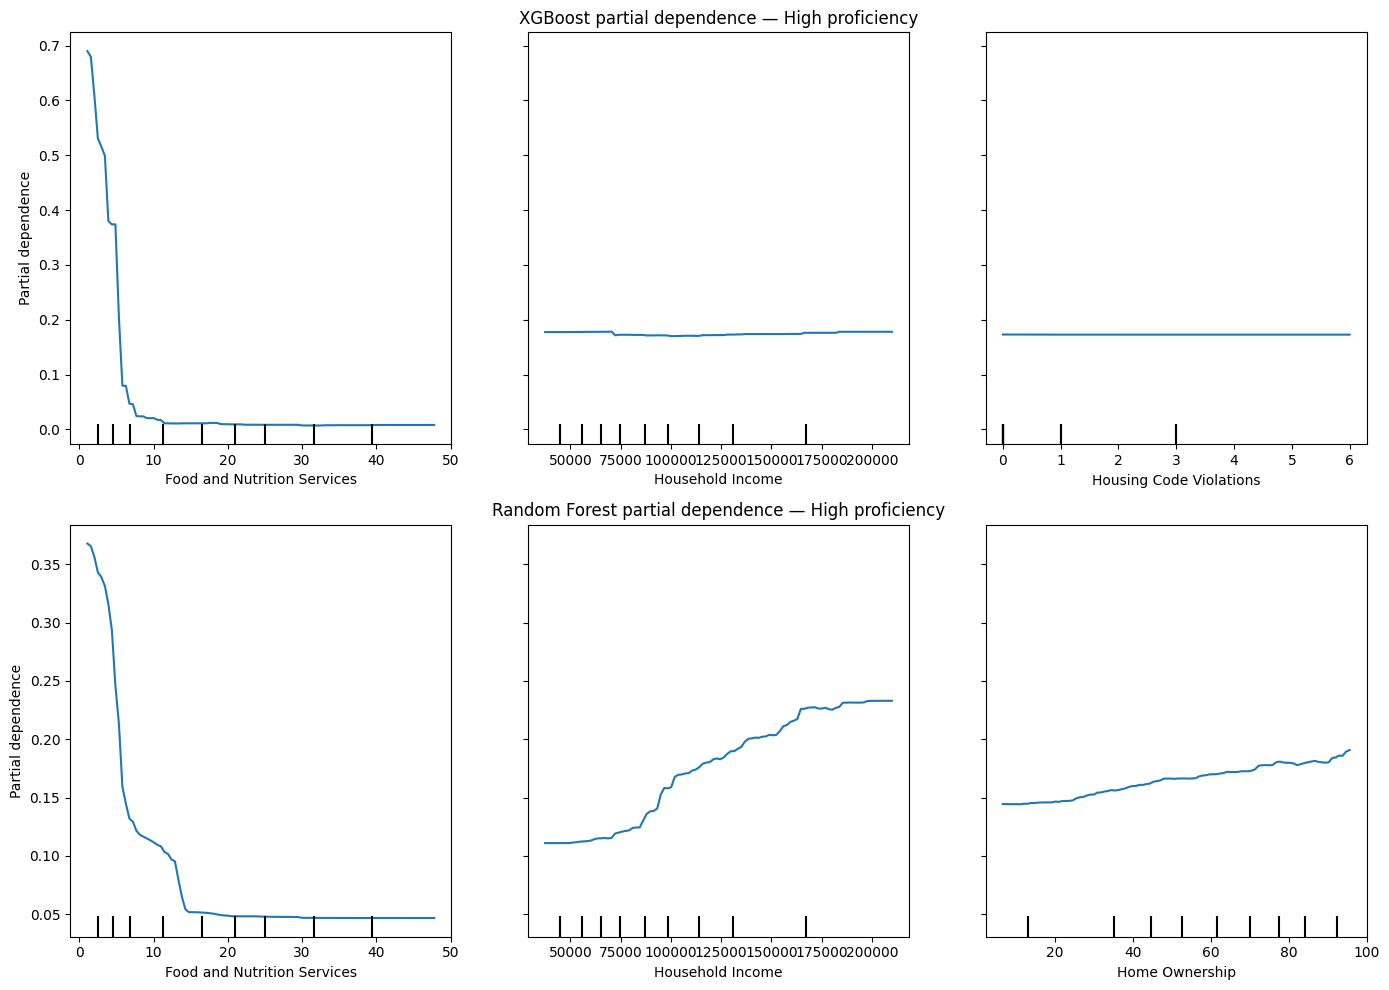 XGBoost partial dependence — High proficiency
Partial dependence
0.7
0.6
0.5
0.4
0.3
0.2
0.1
0.0
0 10 20 30 40 50
Food and Nutrition Services
50000 75000 100000 125000 150000 175000 200000
Household Income
0 1 2 3 4 5 6
Housing Code Violations
Random Forest partial dependence — High proficiency
Partial dependence
0.35
0.30
0.25
0.20
0.15
0.10
0.05
0 10 20 30 40 50
Food and Nutrition Services
50000 75000 100000 125000 150000 175000 200000
Household Income
20 40 60 80 100
Home Ownership